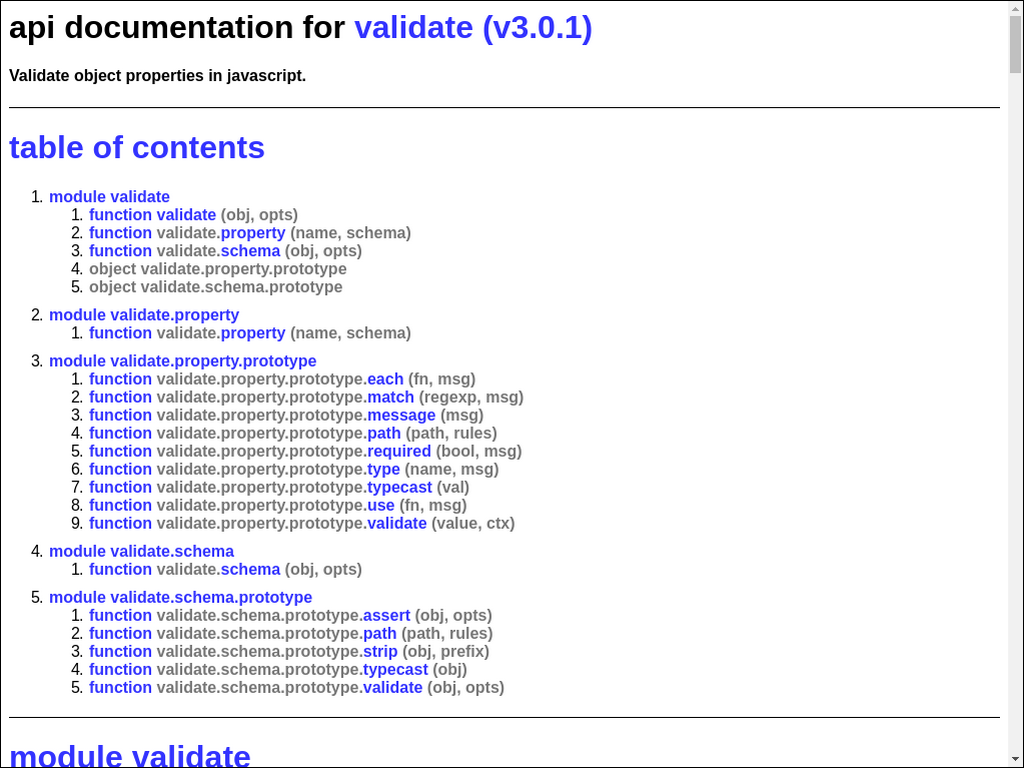 api documentation for validate (v3.0.1)
Validate object properties in javascript.
table of contents
1. module validate
1. function validate (obj, opts)
2. function validate.property (name, schema)
3. function validate.schema (obj, opts)
4. object validate.property.prototype
5. object validate.schema.prototype
2. module validate.property
1. function validate.property (name, schema)
3. module validate.property.prototype
1. function validate.property.prototype.each (fn, msg)
2. function validate.property.prototype.match (regexp, msg)
3. function validate.property.prototype.message (msg)
4. function validate.property.prototype.path (path, rules)
5. function validate.property.prototype.required (bool, msg)
6. function validate.property.prototype.type (name, msg)
7. function validate.property.prototype.typecast (val)
8. function validate.property.prototype.use (fn, msg)
9. function validate.property.prototype.validate (value, ctx)
4. module validate.schema
1. function validate.schema (obj, opts)
5. module validate.schema.prototype
1. function validate.schema.prototype.assert (obj, opts)
2. function validate.schema.prototype.path (path, rules)
3. function validate.schema.prototype.strip (obj, prefix)
4. function validate.schema.prototype.typecast (obj)
5. function validate.schema.prototype.validate (obj, opts)
module validate